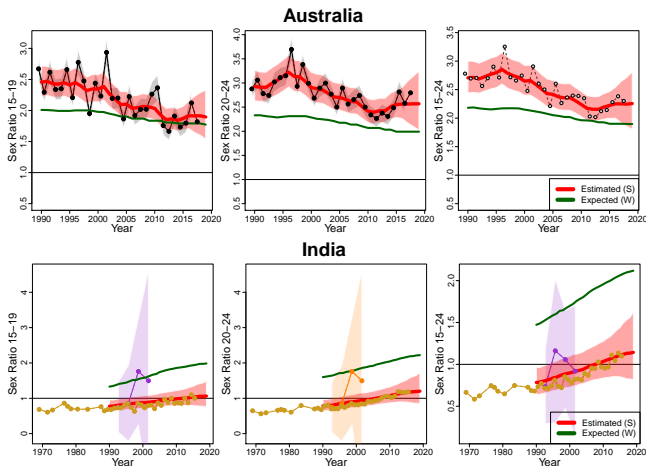 Australia
Sex Ratio 15−19
0.5 1.0 1.5 2.0 2.5 3.0
1990 1995 2000 2005 2010 2015 2020
Year
Sex Ratio 20−24
0.5 1.0 1.5 2.0 2.5 3.0 3.5
1990 1995 2000 2005 2010 2015 2020
Year
Sex Ratio 15−24
0.5 1.0 1.5 2.0 2.5 3.0
1990 1995 2000 2005 2010 2015 2020
Year
Estimated (S)
Expected (W)
India
Sex Ratio 15−19
0 1 2 3 4
1970 1980 1990 2000 2010 2020
Year
Sex Ratio 20−24
0 1 2 3 4
1970 1980 1990 2000 2010 2020
Year
Sex Ratio 15−24
0.5 1.0 1.5 2.0
1970 1980 1990 2000 2010 2020
Year
Estimated (S)
Expected (W)